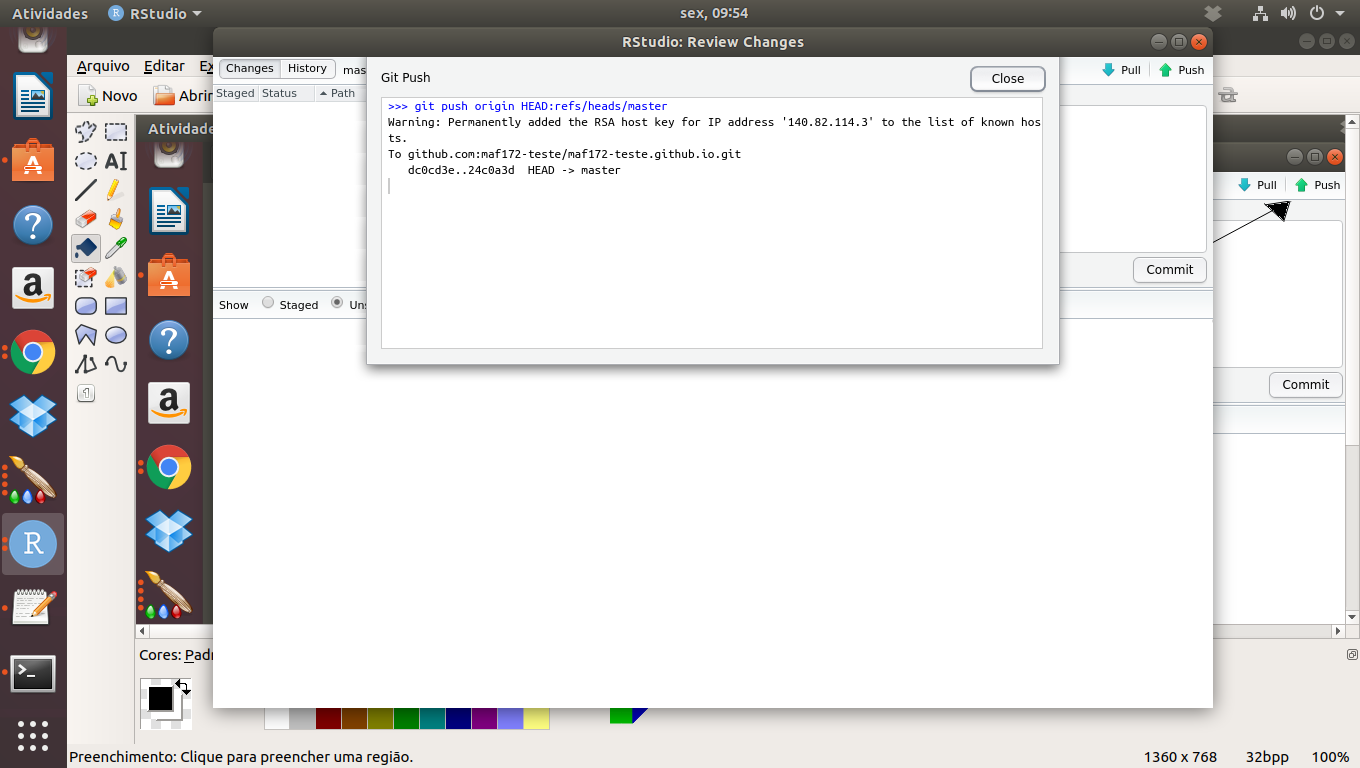 Atividades RStudio sex, 09:54
RStudio: Review Changes
Arquivo Editar
Changes History mas Pull Push
Git Push Close
Novo Abrir
Staged Status Path
>>> git push origin HEAD:refs/heads/master
Warning: Permanently added the RSA host key for IP address '140.82.114.3' to the list of known hos
ts.
To github.com:maf172-teste/maf172-teste.github.io.git
dc0cd3e..24c0a3d HEAD -> master
Atividade
Pull Push
Commit
Show Staged Uns
Commit
Cores: Padr
Preenchimento: Clique para preencher uma região. 1360 x 768 32bpp 100%